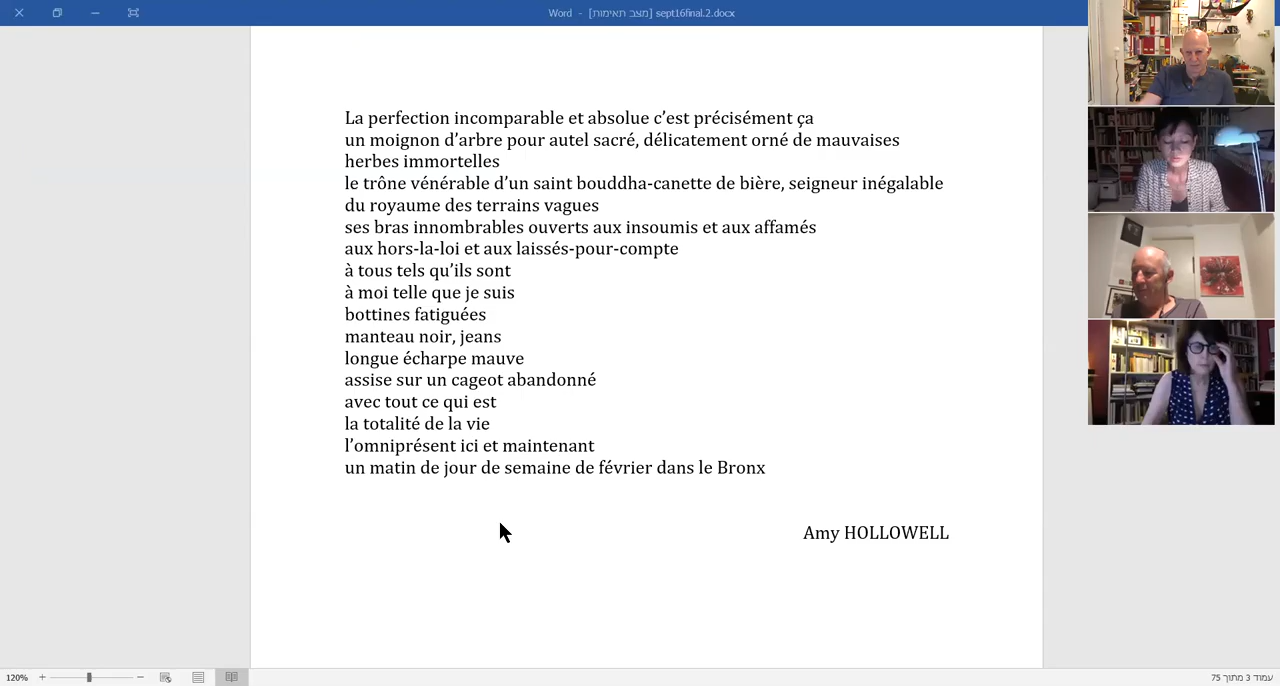 Word - [מצב תאימות] sept16final.2.docx
La perfection incomparable et absolue c’est précisément ça
un moignon d’arbre pour autel sacré, délicatement orné de mauvaises
herbes immortelles
le trône vénérable d’un saint bouddha-canette de bière, seigneur inégalable
du royaume des terrains vagues
ses bras innombrables ouverts aux insoumis et aux affamés
aux hors-la-loi et aux laissés-pour-compte
à tous tels qu’ils sont
à moi telle que je suis
bottines fatiguées
manteau noir, jeans
longue écharpe mauve
assise sur un cageot abandonné
avec tout ce qui est
la totalité de la vie
l’omniprésent ici et maintenant
un matin de jour de semaine de février dans le Bronx
Amy HOLLOWELL
120%
עמוד 3 מתוך 75